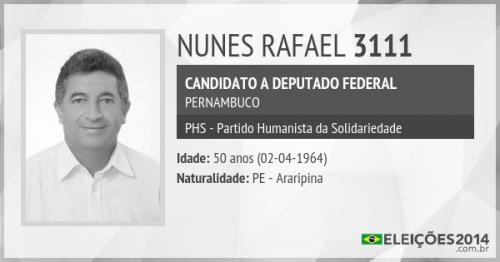 NUNES RAFAEL 3111
CANDIDATO A DEPUTADO FEDERAL
PERNAMBUCO
PHS - Partido Humanista da Solidariedade
Idade: 50 anos (02-04-1964)
Naturalidade: PE - Araripina
ELEIÇÕES2014
.com.br